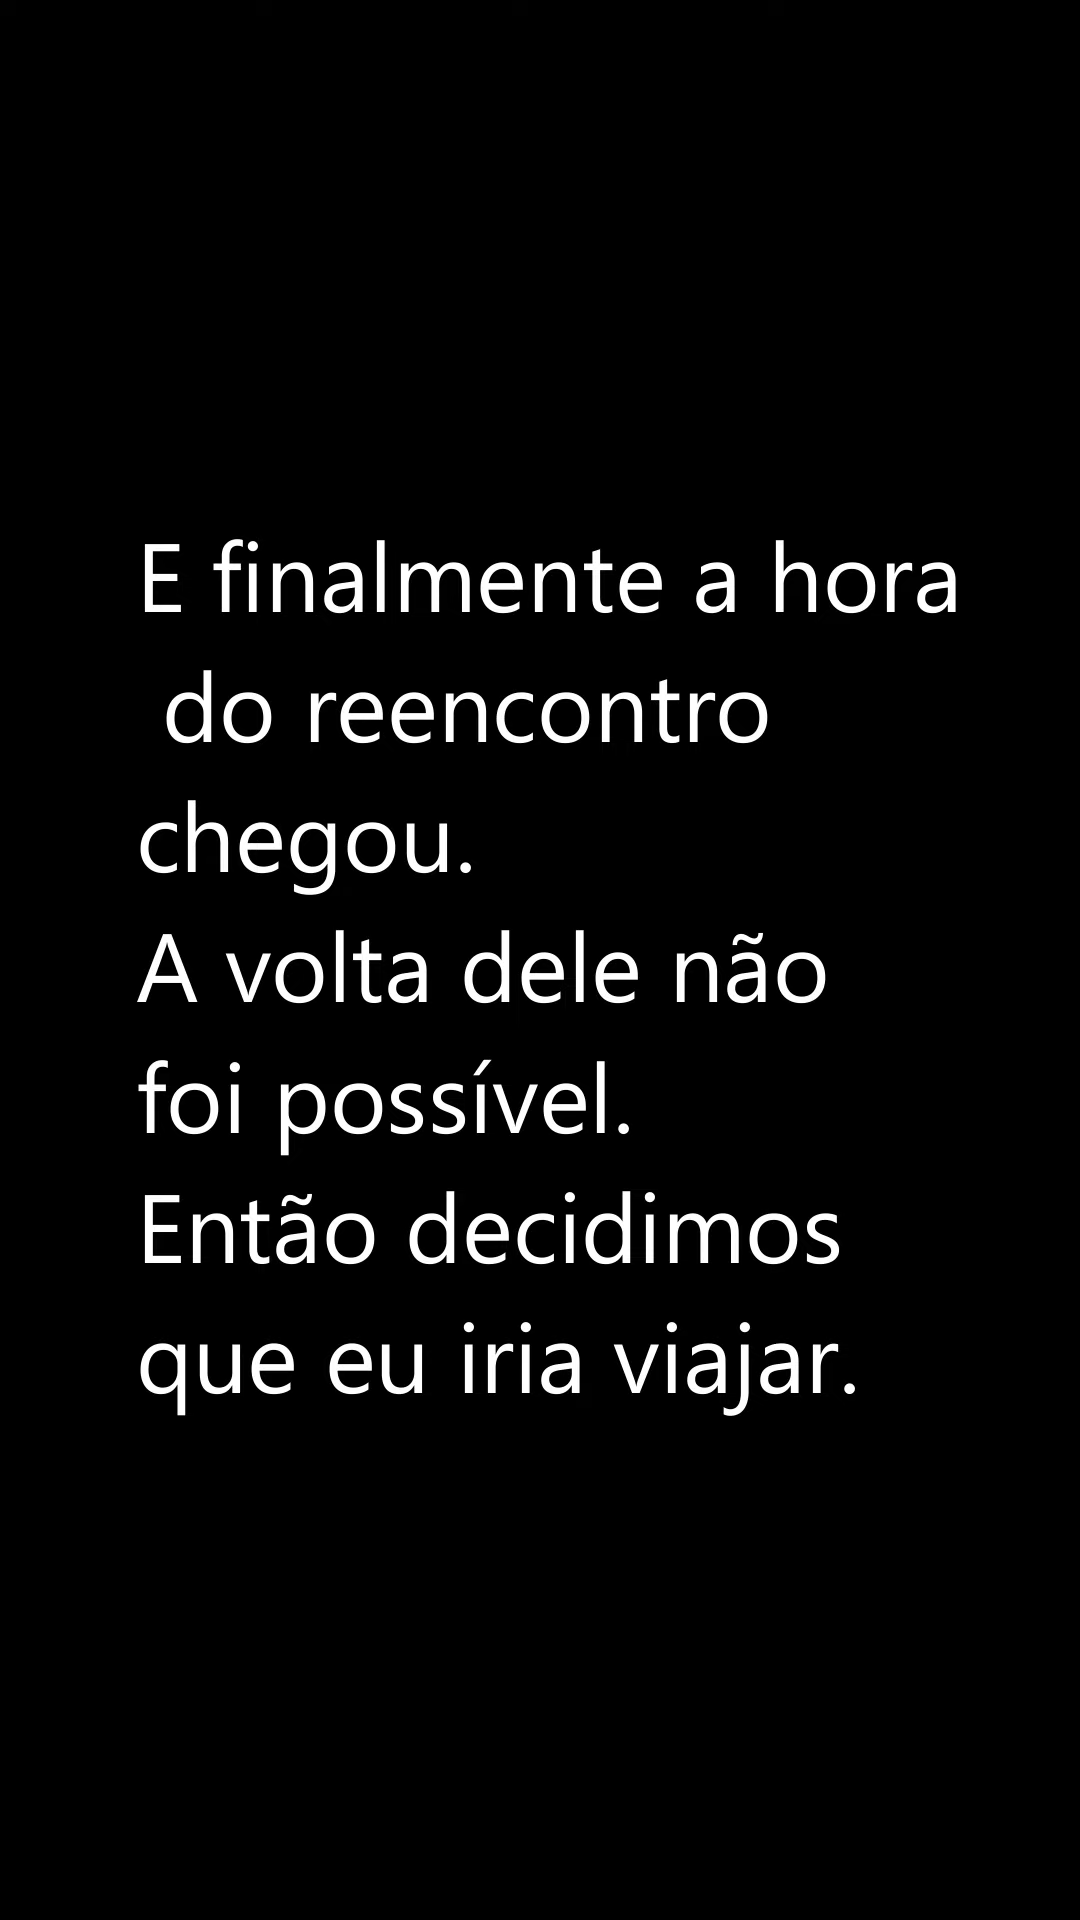 E finalmente a hora
do reencontro
chegou.
A volta dele não
foi possível.
Então decidimos
que eu iria viajar.